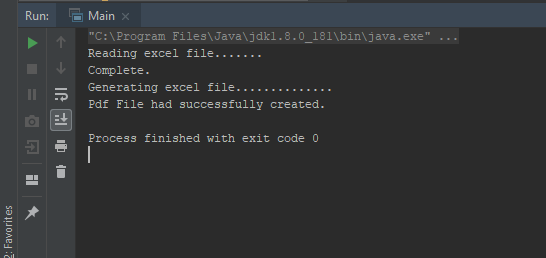 Run: Main ×
"C:\Program Files\Java\jdk1.8.0_181\bin\java.exe" ...
Reading excel file.......
Complete.
Generating excel file..............
Pdf File had successfully created.
Process finished with exit code 0
2: Favorites